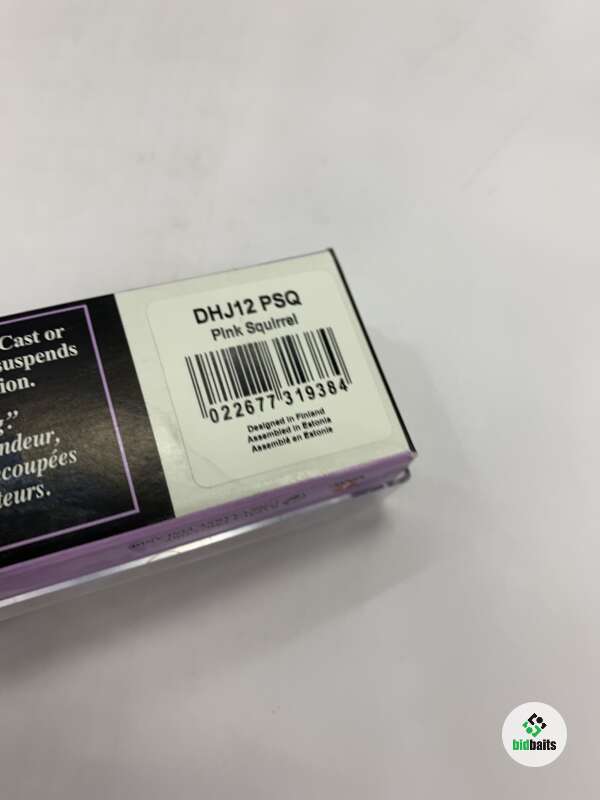 Cast or
suspends
ion.
g."
ndeur,
écoupées
teurs.
DHJ12 PSQ
Pink Squirrel
022677 319384
Designed in Finland
Assembled in Estonia
Assemblé en Estonie
bidbaits